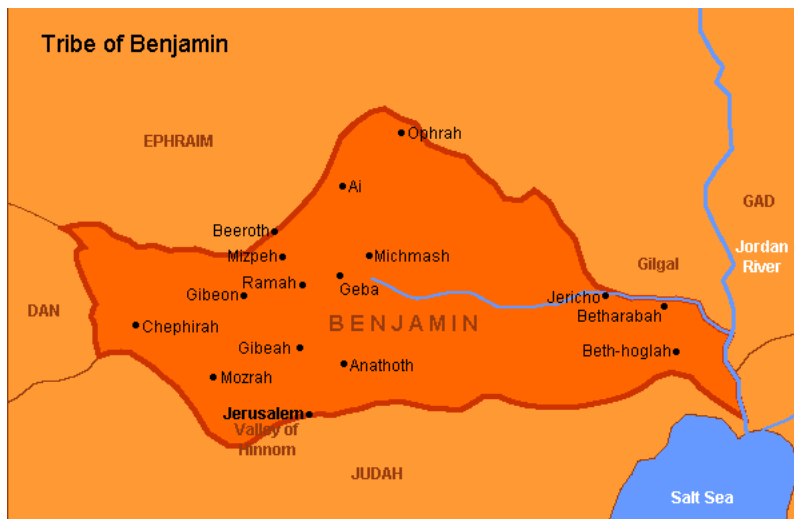 Tribe of Benjamin
Ophrah
EPHRAIM
Ai
GAD
Beeroth
Jordan
River
Mizpeh
Michmash
Gilgal
Ramah
Geba
Gibeon
Jericho
DAN
Betharabah
Chephirah
BENJAMIN
Gibeah
Beth-hoglah
Anathoth
Mozrah
Jerusalem
Valley of
Hinnom
JUDAH
Salt Sea